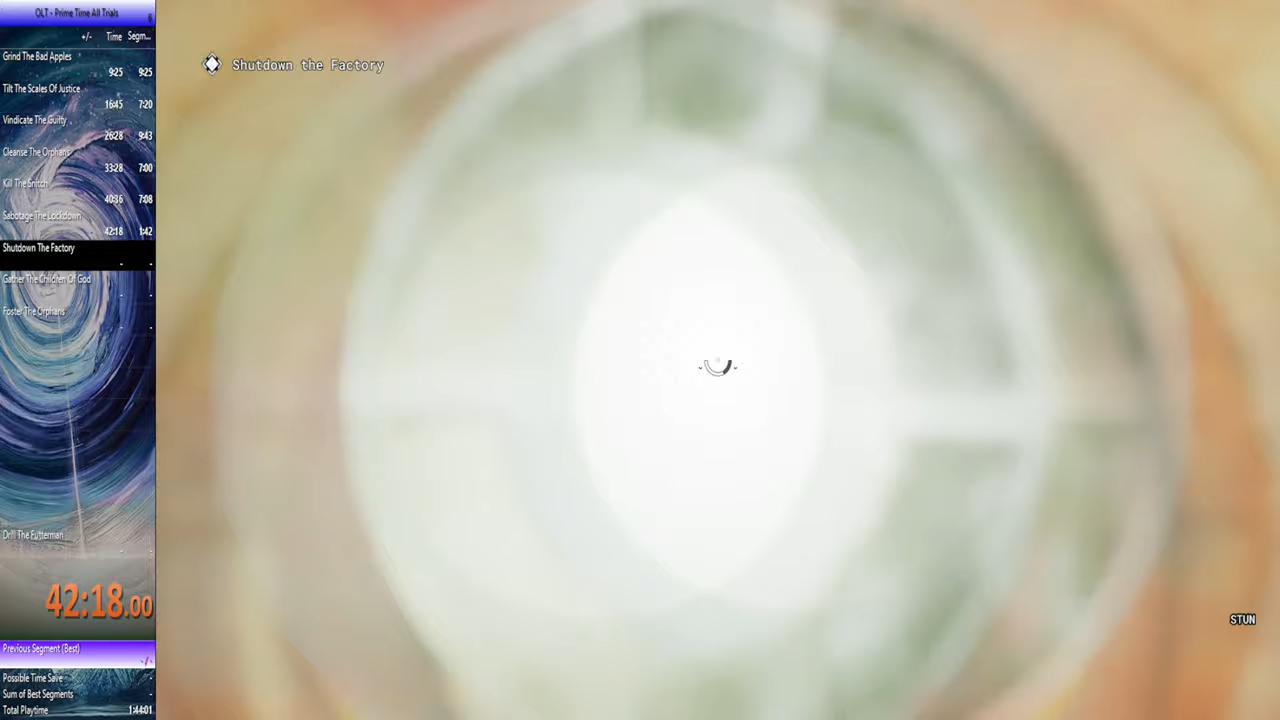 OLT - Prime Time All Trials
6
+/- Time Segm...
Grind The Bad Apples
9:25 9:25
Tilt The Scales Of Justice
16:45 7:20
Vindicate The Guilty
26:28 9:43
Cleanse The Orphans
33:28 7:00
Kill The Snitch
40:36 7:08
Sabotage The Lockdown
42:18 1:42
Shutdown The Factory
- -
Gather The Children Of God
- -
Foster The Orphans
- -
Drill The Futterman
- -
42:18.00
Previous Segment (Best)
-/-
Possible Time Save -
Sum of Best Segments -
Total Playtime 1:44:01
Shutdown the Factory
STUN